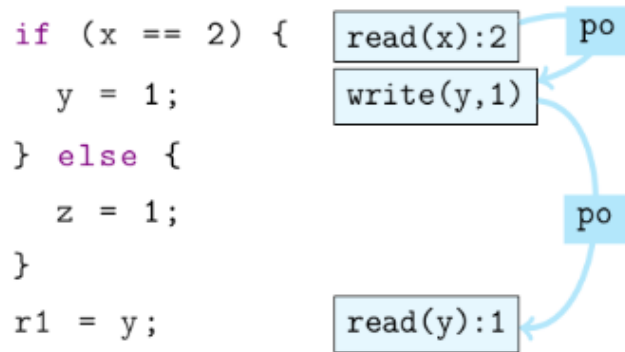 if (x == 2) { read(x):2 po
y = 1; write(y,1)
} else {
z = 1; po
}
r1 = y; read(y):1